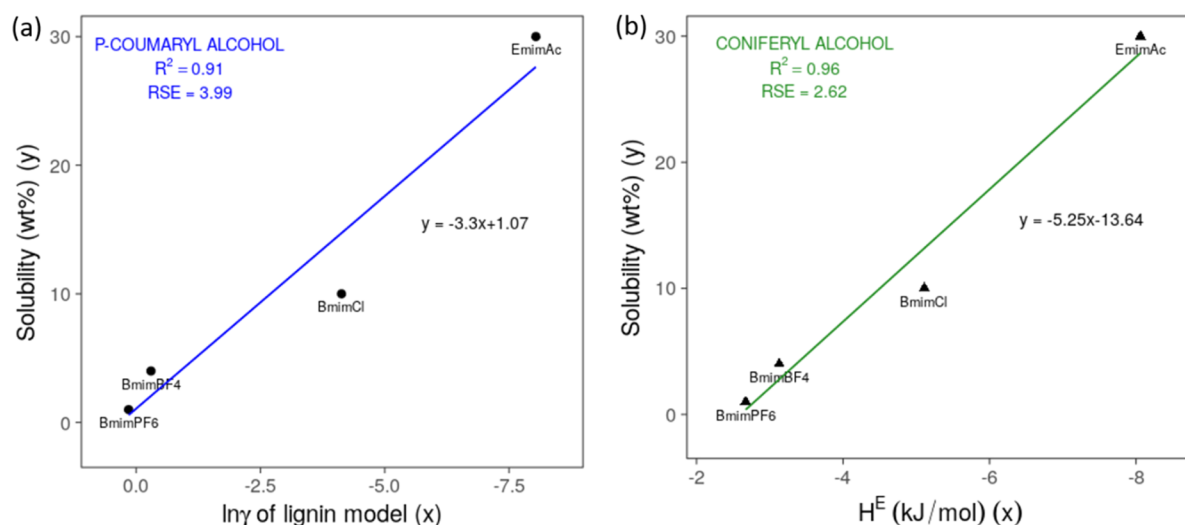 (a)
P-COUMARYL ALCOHOL
R² = 0.91
RSE = 3.99
EmimAc
y = -3.3x+1.07
BmimCl
BmimBF4
BmimPF6
30
20
10
0
Solubility (wt%) (y)
0.0 -2.5 -5.0 -7.5
lnγ of lignin model (x)
(b)
CONIFERYL ALCOHOL
R² = 0.96
RSE = 2.62
EmimAc
y = -5.25x-13.64
BmimCl
BmimBF4
BmimPF6
30
20
10
0
Solubility (wt%) (y)
-2 -4 -6 -8
Hᴱ (kJ/mol) (x)